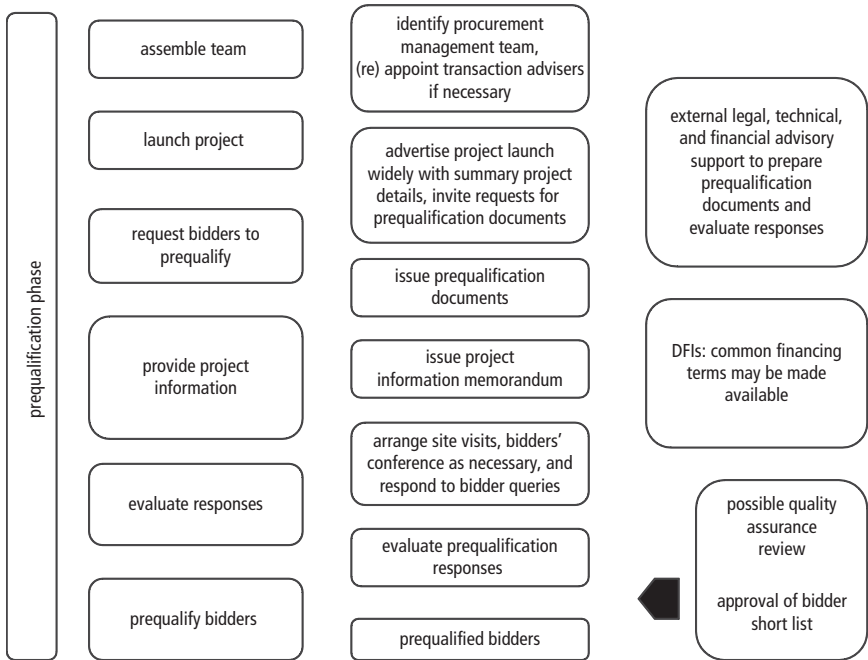 prequalification phase
assemble team
launch project
request bidders to
prequalify
provide project
information
evaluate responses
prequalify bidders
identify procurement
management team,
(re) appoint transaction advisers
if necessary
advertise project launch
widely with summary project
details, invite requests for
prequalification documents
issue prequalification
documents
issue project
information memorandum
arrange site visits, bidders’
conference as necessary, and
respond to bidder queries
evaluate prequalification
responses
prequalified bidders
external legal, technical,
and financial advisory
support to prepare
prequalification
documents and
evaluate responses
DFIs: common financing
terms may be made
available
possible quality
assurance
review
approval of bidder
short list